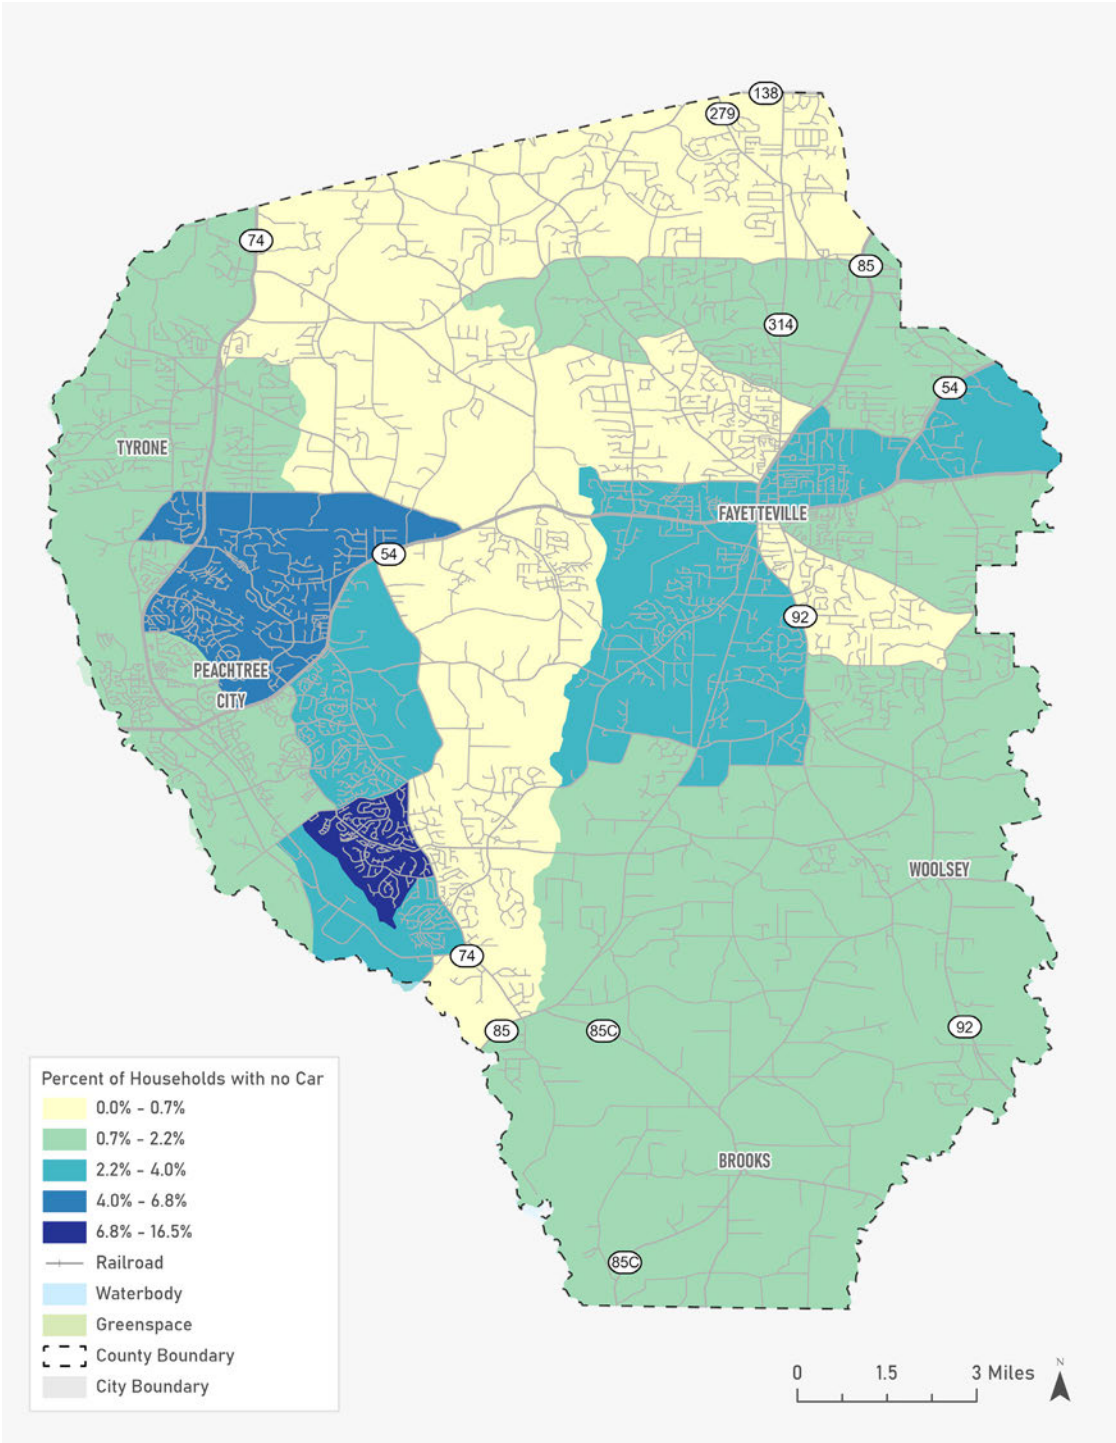 138
279
74
85
314
54
TYRONE
FAYETTEVILLE
54
92
PEACHTREE
CITY
WOOLSEY
74
85
85C
92
BROOKS
85C
Percent of Households with no Car
0.0% - 0.7%
0.7% - 2.2%
2.2% - 4.0%
4.0% - 6.8%
6.8% - 16.5%
Railroad
Waterbody
Greenspace
County Boundary
City Boundary
0 1.5 3 Miles
N